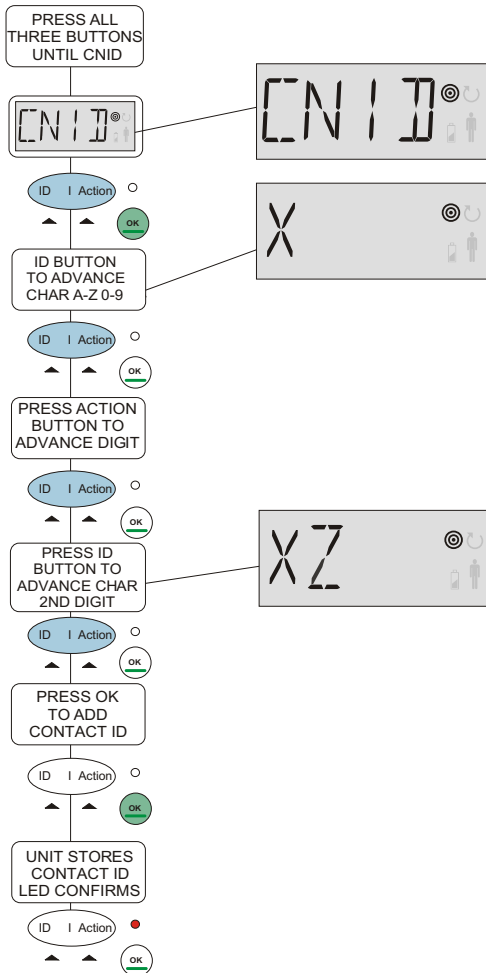 PRESS ALL
THREE BUTTONS
UNTIL CNID
CNID
CNID
ID I Action
OK
X
ID BUTTON
TO ADVANCE
CHAR A-Z 0-9
ID I Action
OK
PRESS ACTION
BUTTON TO
ADVANCE DIGIT
ID I Action
OK
XZ
PRESS ID
BUTTON TO
ADVANCE CHAR
2ND DIGIT
ID I Action
OK
PRESS OK
TO ADD
CONTACT ID
ID I Action
OK
UNIT STORES
CONTACT ID
LED CONFIRMS
ID I Action
OK